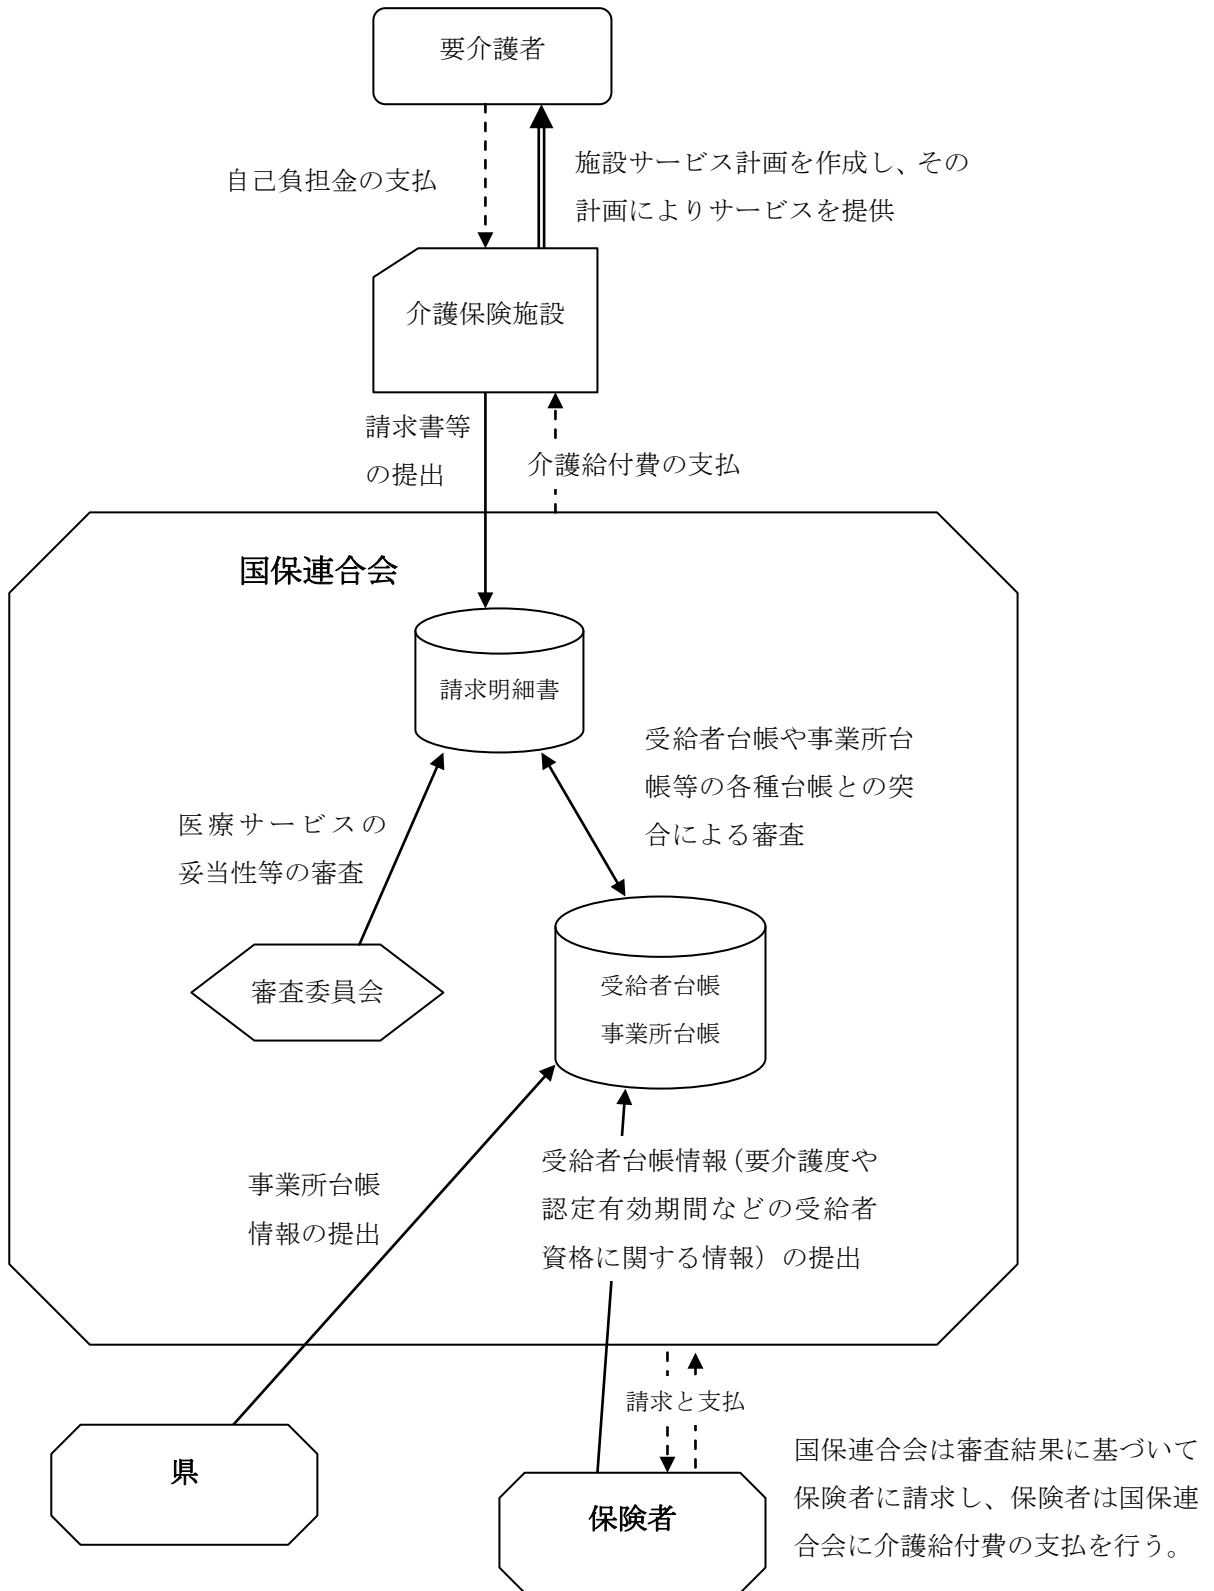 要介護者
自己負担金の支払
施設サービス計画を作成し、その
計画によりサービスを提供
介護保険施設
請求書等
の提出
介護給付費の支払
国保連合会
請求明細書
受給者台帳や事業所台
帳等の各種台帳との突
合による審査
医療サービスの
妥当性等の審査
審査委員会
受給者台帳
事業所台帳
事業所台帳
情報の提出
受給者台帳情報（要介護度や
認定有効期間などの受給者
資格に関する情報）の提出
請求と支払
県
保険者
国保連合会は審査結果に基づいて
保険者に請求し、保険者は国保連
合会に介護給付費の支払を行う。